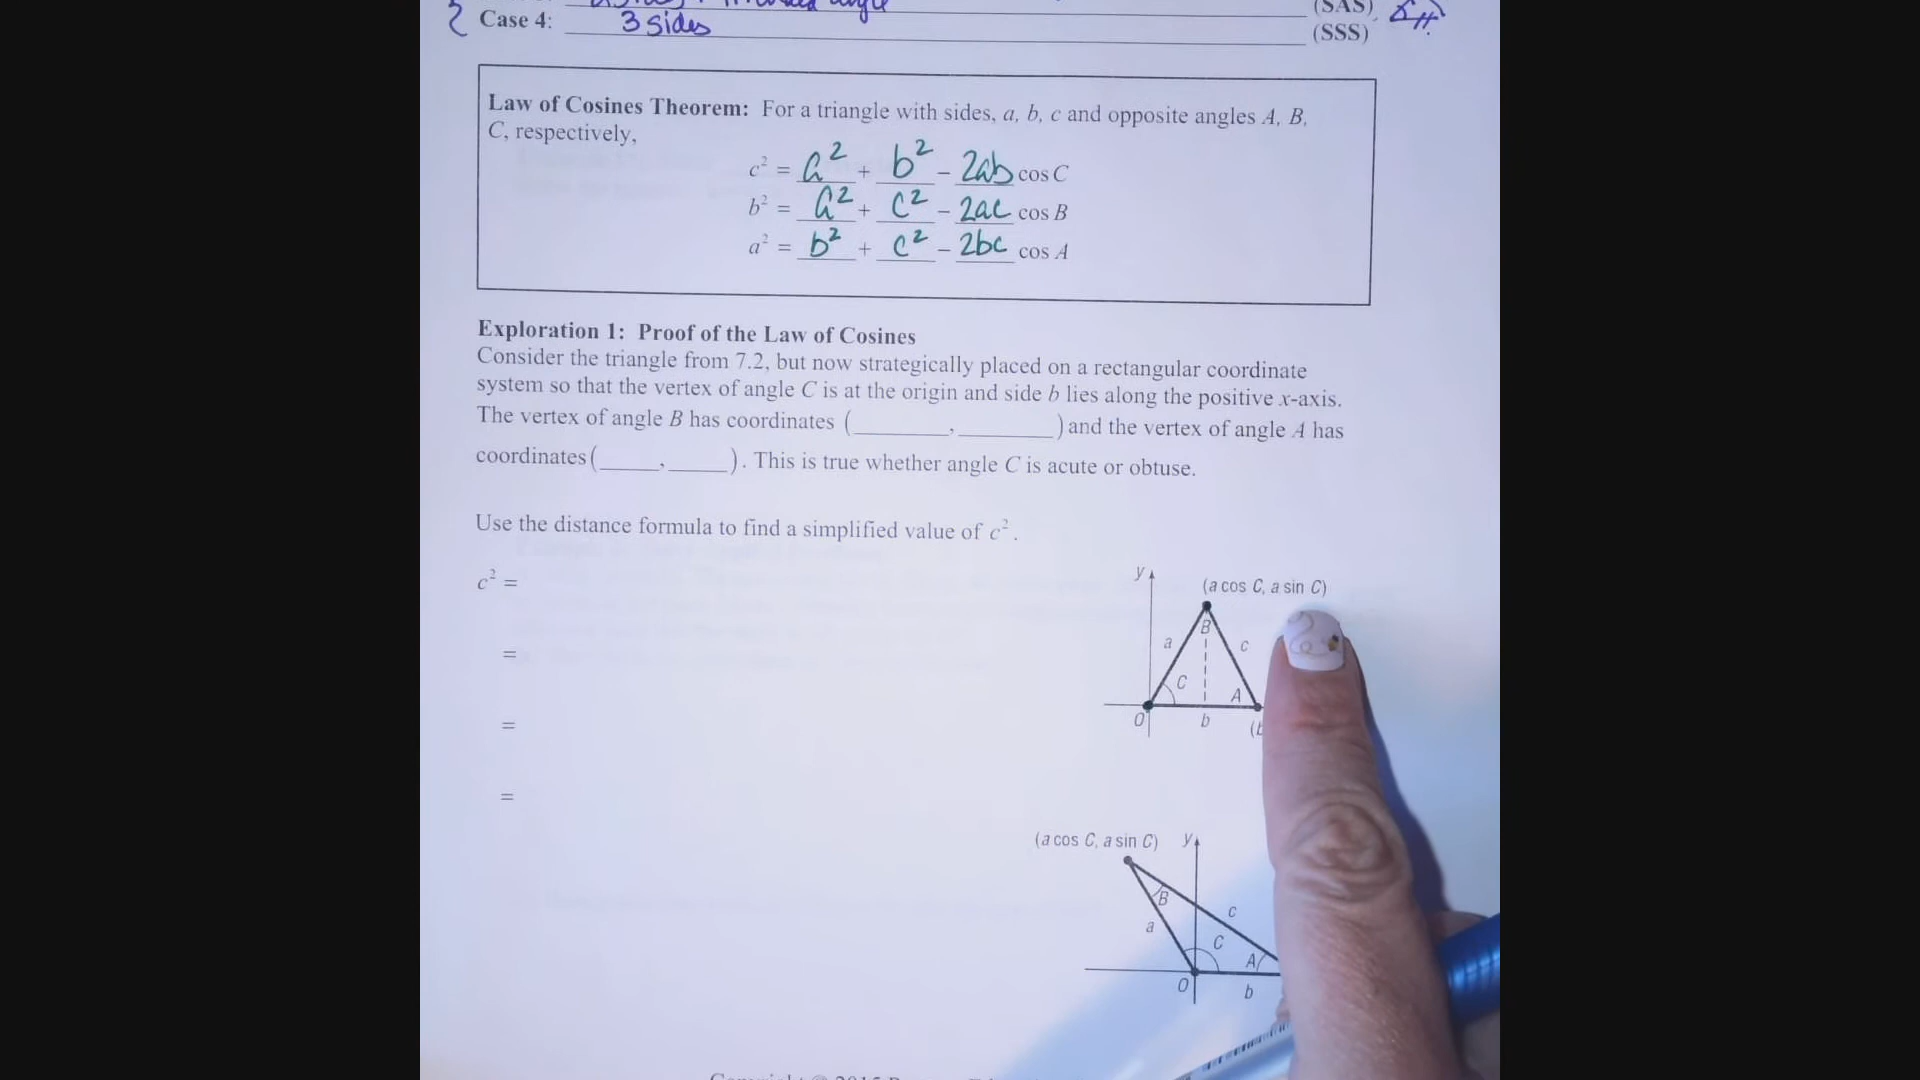 (SAS)
Case 4: 3 sides (SSS)
Law of Cosines Theorem: For a triangle with sides, a, b, c and opposite angles A, B,
C, respectively,
c² = a² + b² − 2ab cos C
b² = a² + c² − 2ac cos B
a² = b² + c² − 2bc cos A
Exploration 1: Proof of the Law of Cosines
Consider the triangle from 7.2, but now strategically placed on a rectangular coordinate
system so that the vertex of angle C is at the origin and side b lies along the positive x-axis.
The vertex of angle B has coordinates (________,________) and the vertex of angle A has
coordinates (_____,_____). This is true whether angle C is acute or obtuse.
Use the distance formula to find a simplified value of c².
c² =
=
=
=
y
(a cos C, a sin C)
B
a c
C A
O b (b
(a cos C, a sin C) y
B
c
a
C
A
O b